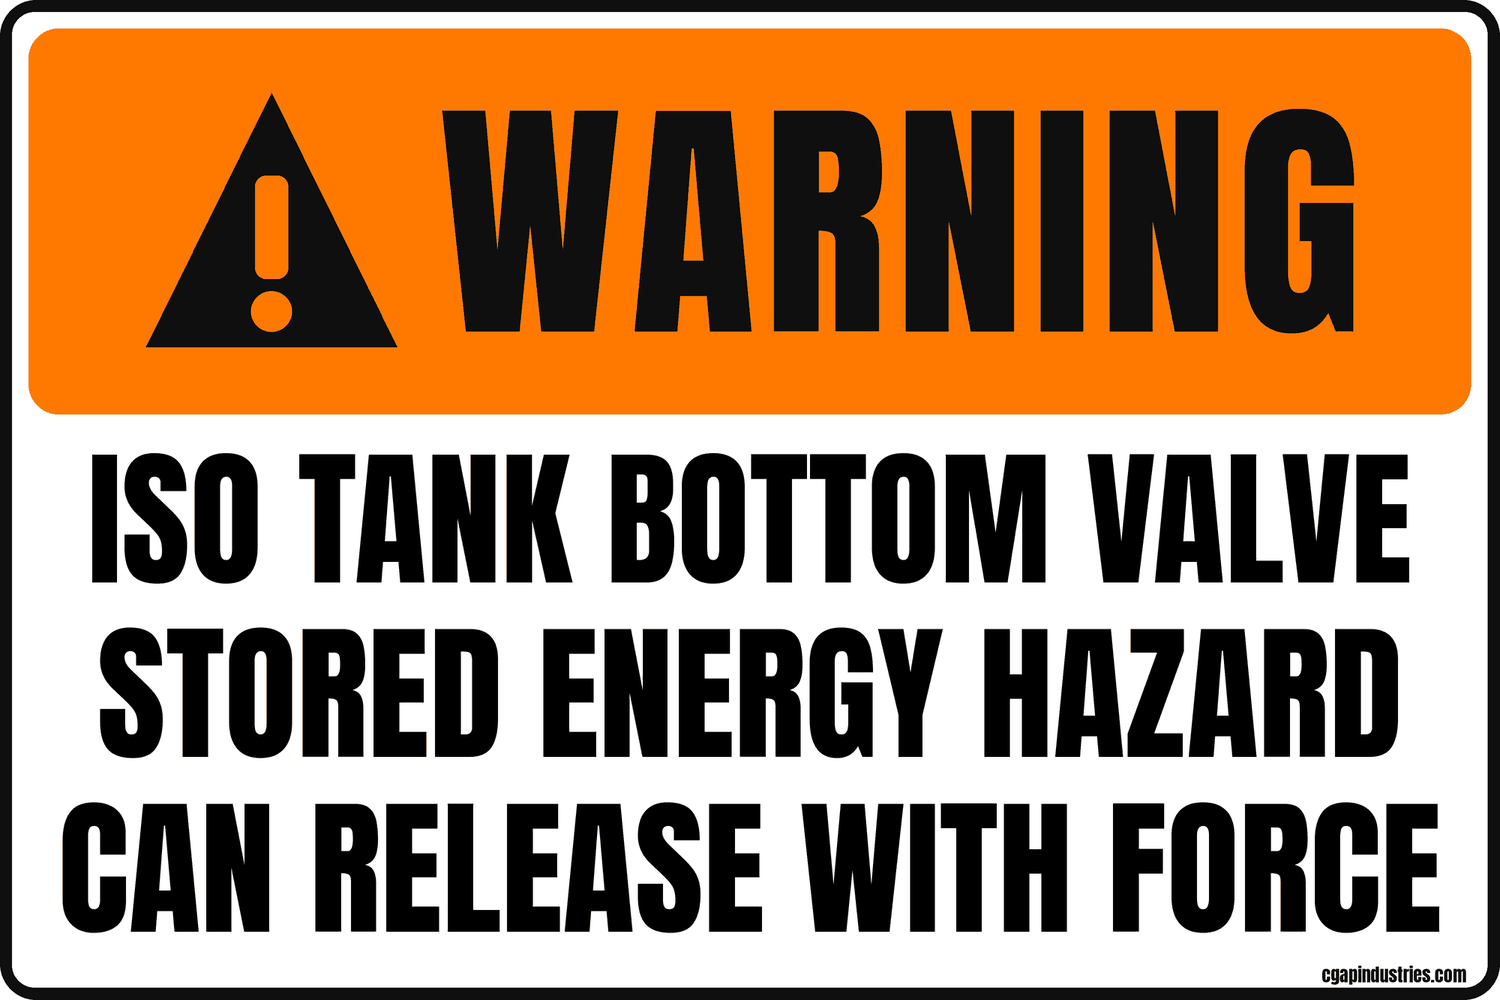 WARNING
ISO TANK BOTTOM VALVE
STORED ENERGY HAZARD
CAN RELEASE WITH FORCE
cgapindustries.com